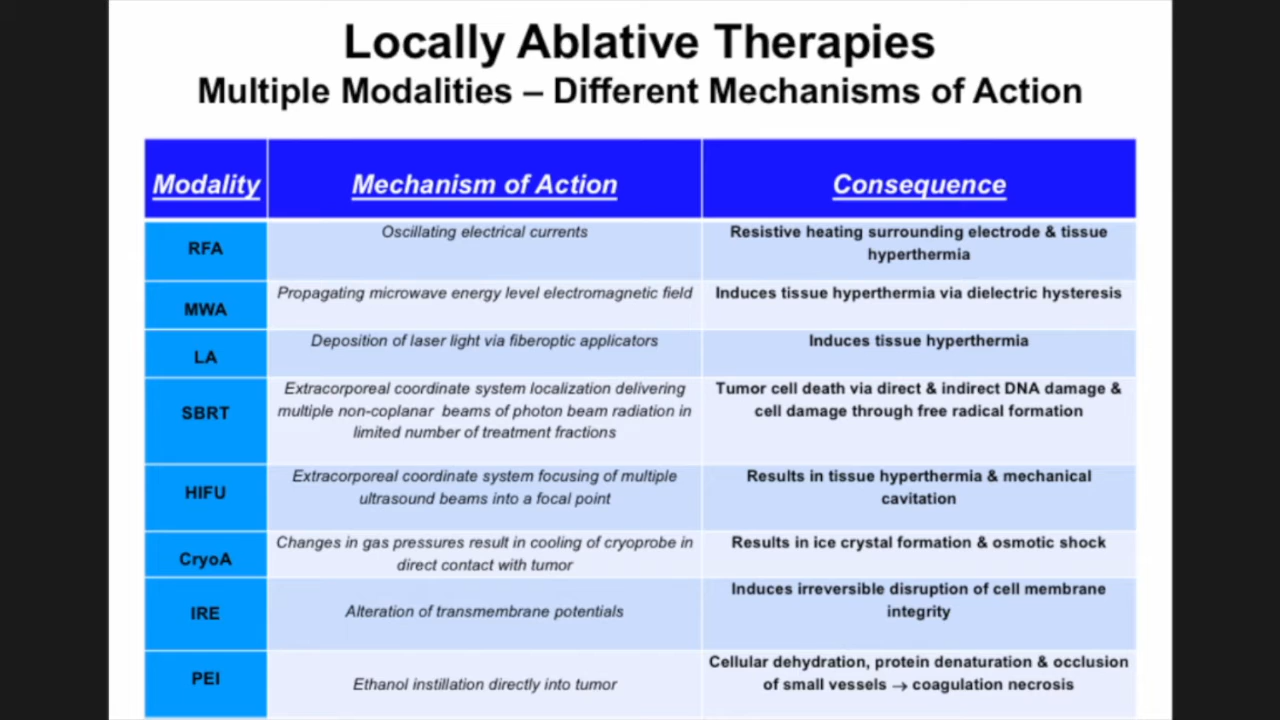 Locally Ablative Therapies
Multiple Modalities – Different Mechanisms of Action
Modality
Mechanism of Action
Consequence
RFA
Oscillating electrical currents
Resistive heating surrounding electrode & tissue
hyperthermia
MWA
Propagating microwave energy level electromagnetic field
Induces tissue hyperthermia via dielectric hysteresis
LA
Deposition of laser light via fiberoptic applicators
Induces tissue hyperthermia
SBRT
Extracorporeal coordinate system localization delivering
multiple non-coplanar beams of photon beam radiation in
limited number of treatment fractions
Tumor cell death via direct & indirect DNA damage &
cell damage through free radical formation
HIFU
Extracorporeal coordinate system focusing of multiple
ultrasound beams into a focal point
Results in tissue hyperthermia & mechanical
cavitation
CryoA
Changes in gas pressures result in cooling of cryoprobe in
direct contact with tumor
Results in ice crystal formation & osmotic shock
IRE
Alteration of transmembrane potentials
Induces irreversible disruption of cell membrane
integrity
PEI
Ethanol instillation directly into tumor
Cellular dehydration, protein denaturation & occlusion
of small vessels → coagulation necrosis